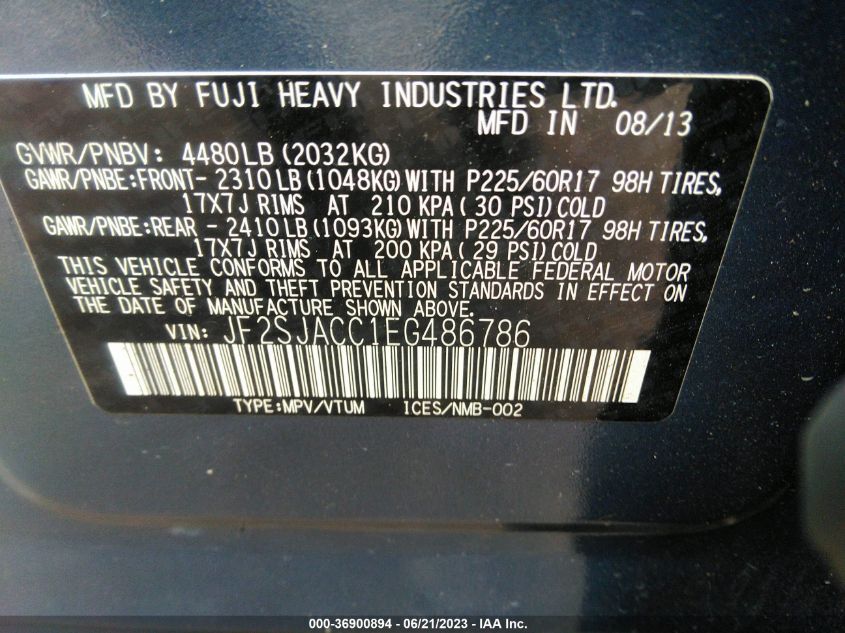 MFD BY FUJI HEAVY INDUSTRIES LTD.
MFD IN 08/13
GVWR/PNBV: 4480LB(2032KG)
GAWR/PNBE:FRONT- 2310LB(1048KG)WITH P225/60R17 98H TIRES,
17X7J RIMS AT 210 KPA( 30 PSI)COLD
GAWR/PNBE:REAR - 2410LB(1093KG)WITH P225/60R17 98H TIRES,
17X7J RIMS AT 200 KPA( 29 PSI)COLD
THIS VEHICLE CONFORMS TO ALL APPLICABLE FEDERAL MOTOR
VEHICLE SAFETY AND THEFT PREVENTION STANDARDS IN EFFECT ON
THE DATE OF MANUFACTURE SHOWN ABOVE.
VIN: JF2SJACC1EG486786
TYPE:MPV/VTUM ICES/NMB-002
000-36900894 - 06/21/2023 - IAA Inc.